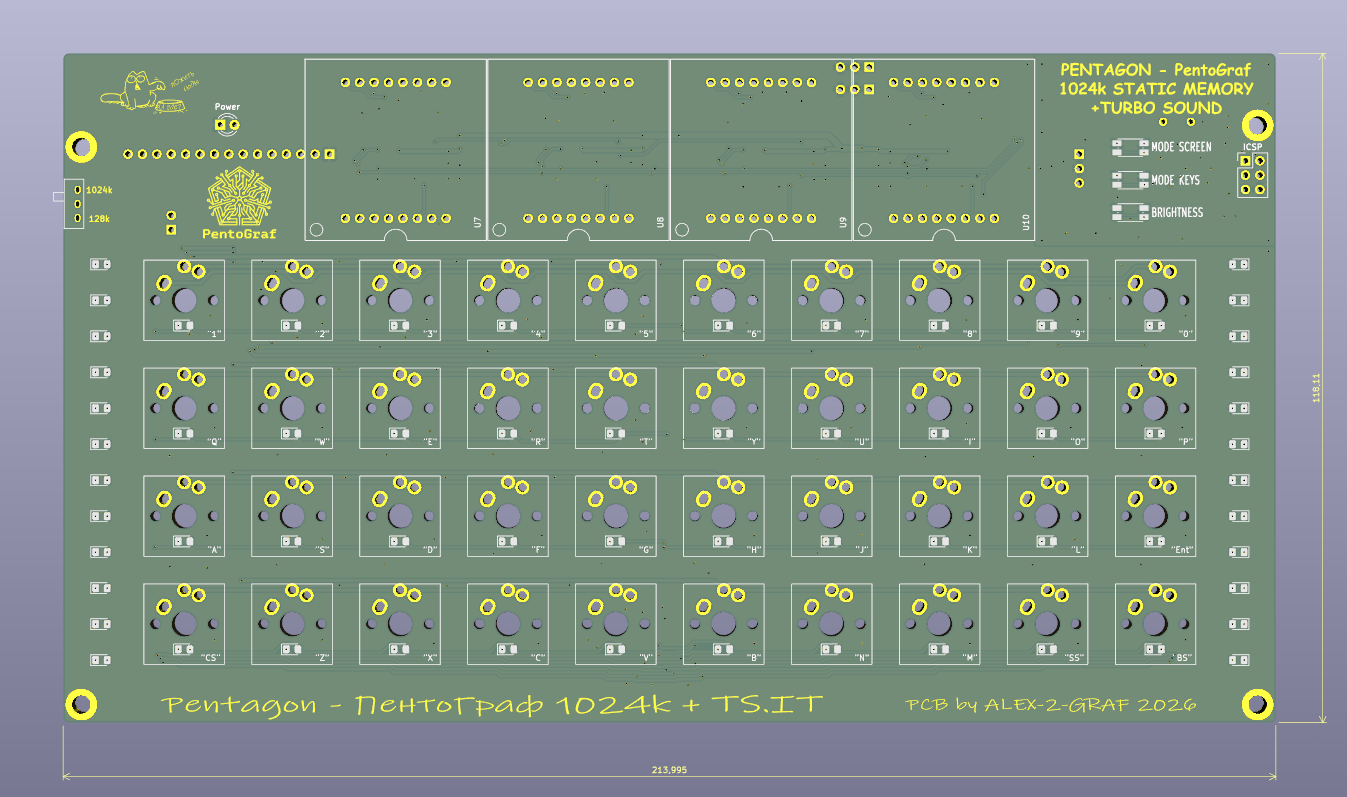 PENTAGON - PentoGraf
1024k STATIC MEMORY
+TURBO SOUND
Power
ICSP
MODE SCREEN
MODE KEYS
BRIGHTNESS
1024k
128k
PentoGraf
U7
U8
U9
U10
"1" "2" "3" "4" "5" "6" "7" "8" "9" "0"
"Q" "W" "E" "R" "T" "Y" "U" "I" "O" "P"
"A" "S" "D" "F" "G" "H" "J" "K" "L" "Ent"
"CS" "Z" "X" "C" "V" "B" "N" "M" "SS" "BS"
Pentagon - ПентоГраф 1024k + TS.IT
PCB by ALEX-2-GRAF 2026
118,11
213,995